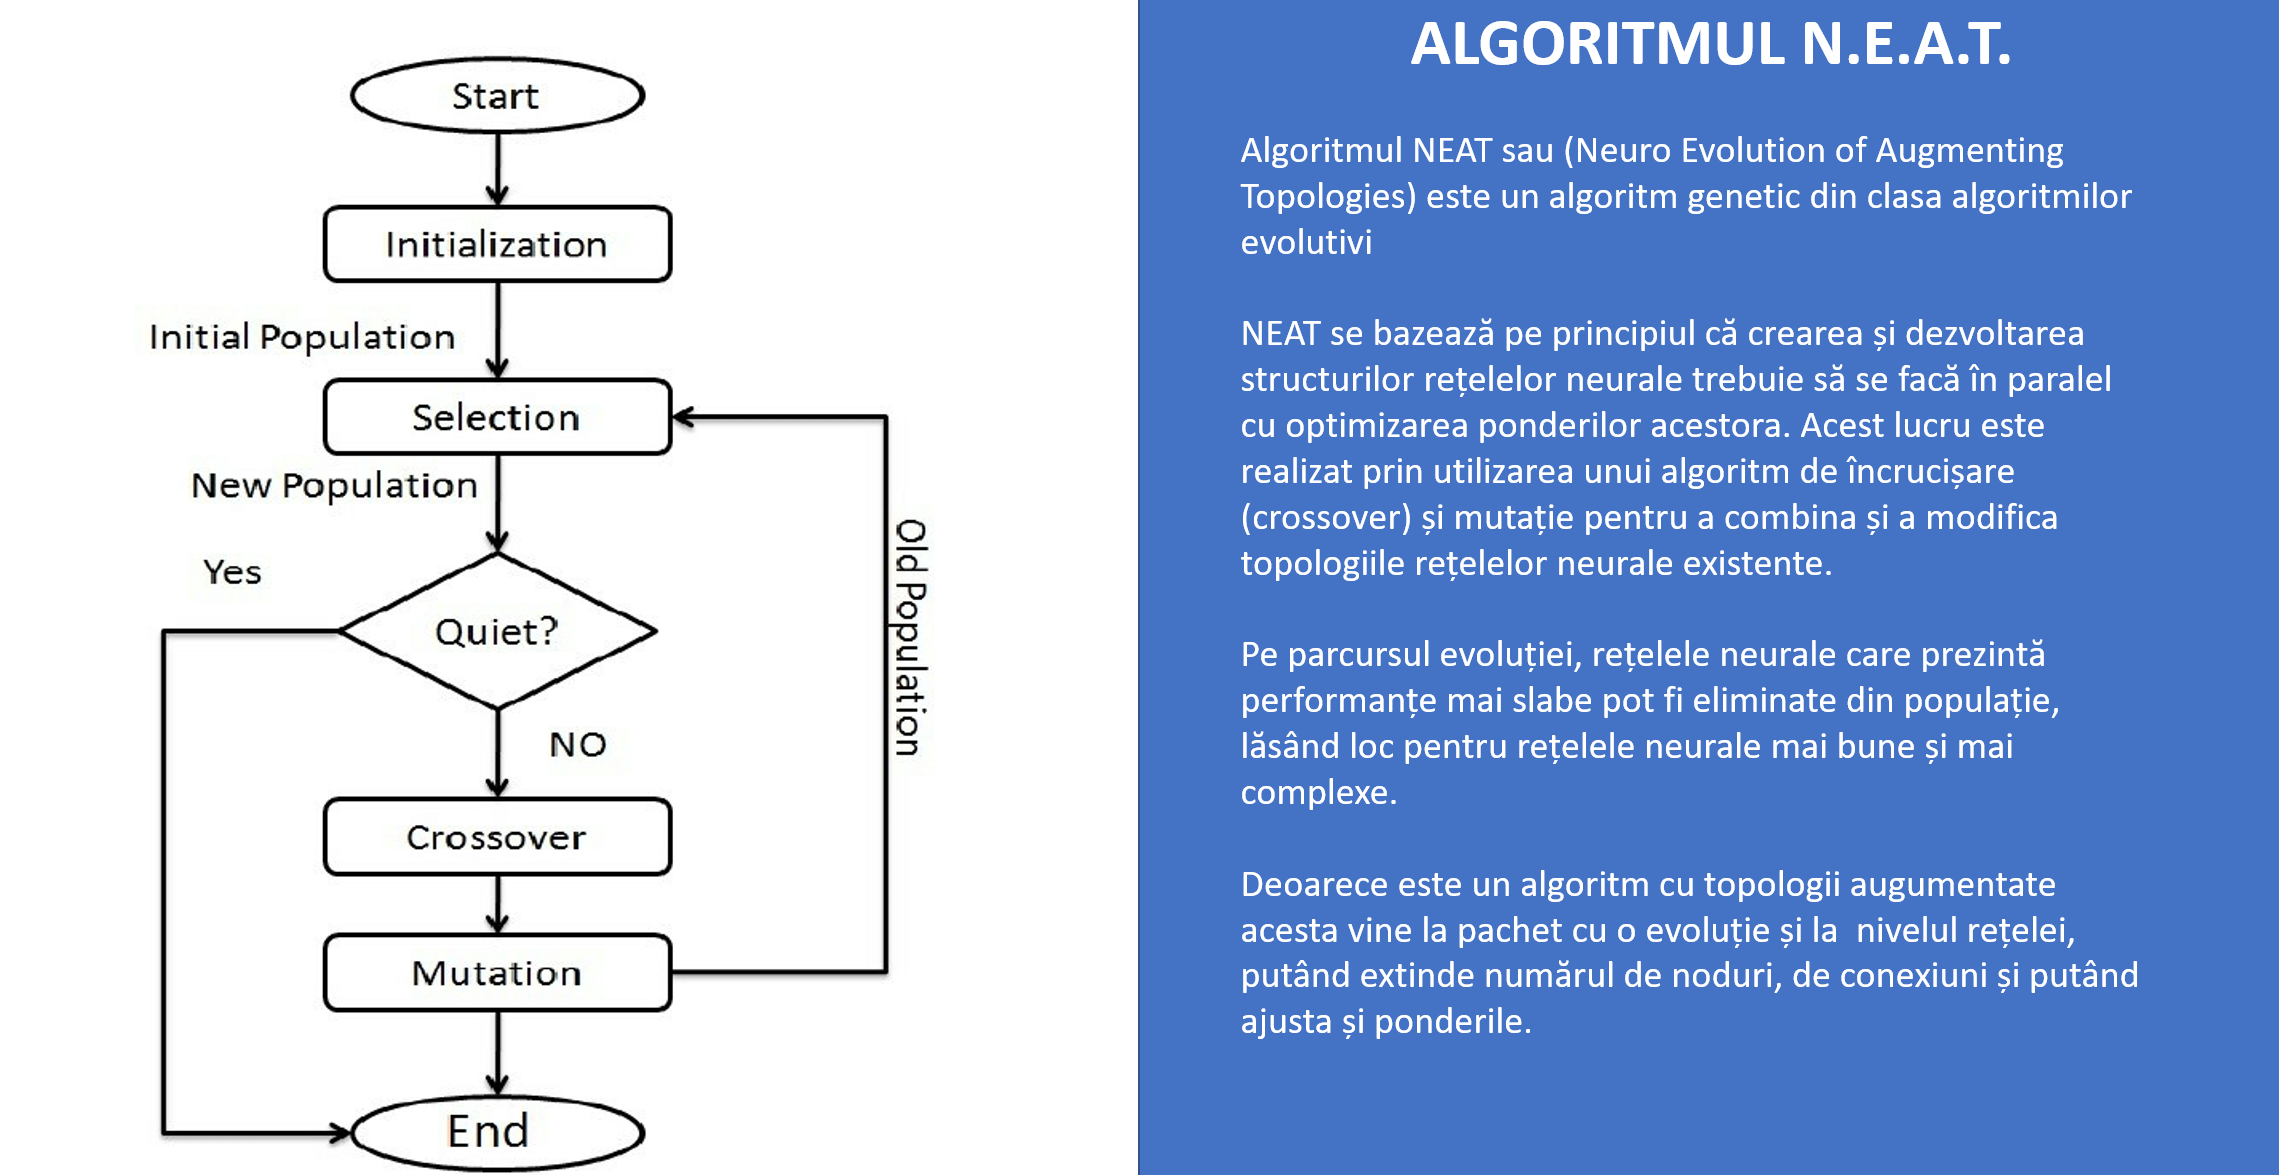 Start
Initialization
Initial Population
Selection
New Population
Yes
Quiet?
NO
Old Population
Crossover
Mutation
End
ALGORITMUL N.E.A.T.
Algoritmul NEAT sau (Neuro Evolution of Augmenting
Topologies) este un algoritm genetic din clasa algoritmilor
evolutivi
NEAT se bazează pe principiul că crearea și dezvoltarea
structurilor rețelelor neurale trebuie să se facă în paralel
cu optimizarea ponderilor acestora. Acest lucru este
realizat prin utilizarea unui algoritm de încrucișare
(crossover) și mutație pentru a combina și a modifica
topologiile rețelelor neurale existente.
Pe parcursul evoluției, rețelele neurale care prezintă
performanțe mai slabe pot fi eliminate din populație,
lăsând loc pentru rețelele neurale mai bune și mai
complexe.
Deoarece este un algoritm cu topologii augumentate
acesta vine la pachet cu o evoluție și la  nivelul rețelei,
putând extinde numărul de noduri, de conexiuni și putând
ajusta și ponderile.